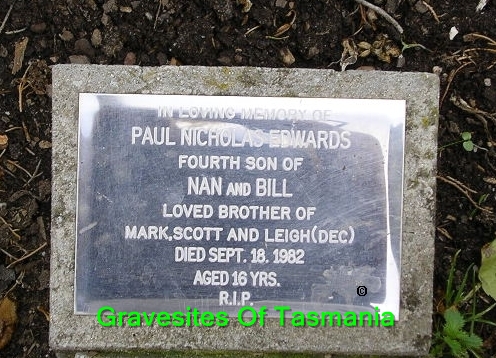 IN LOVING MEMORY OF
PAUL NICHOLAS EDWARDS
FOURTH SON OF
NAN AND BILL
LOVED BROTHER OF
MARK,SCOTT AND LEIGH(DEC)
DIED SEPT. 18. 1982
AGED 16 YRS.
R.I.P.
©
Gravesites Of Tasmania